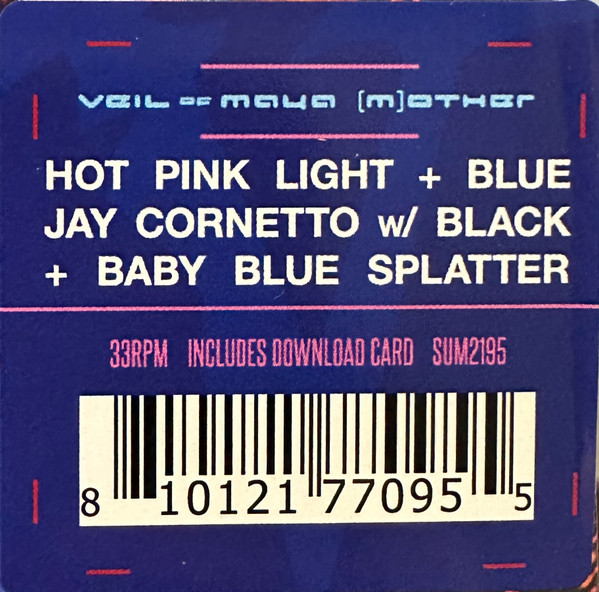 VEIL OF MAYA [M]OTHER
HOT PINK LIGHT + BLUE
JAY CORNETTO w/ BLACK
+ BABY BLUE SPLATTER
33RPM INCLUDES DOWNLOAD CARD SUM2195
8 10121 77095 5